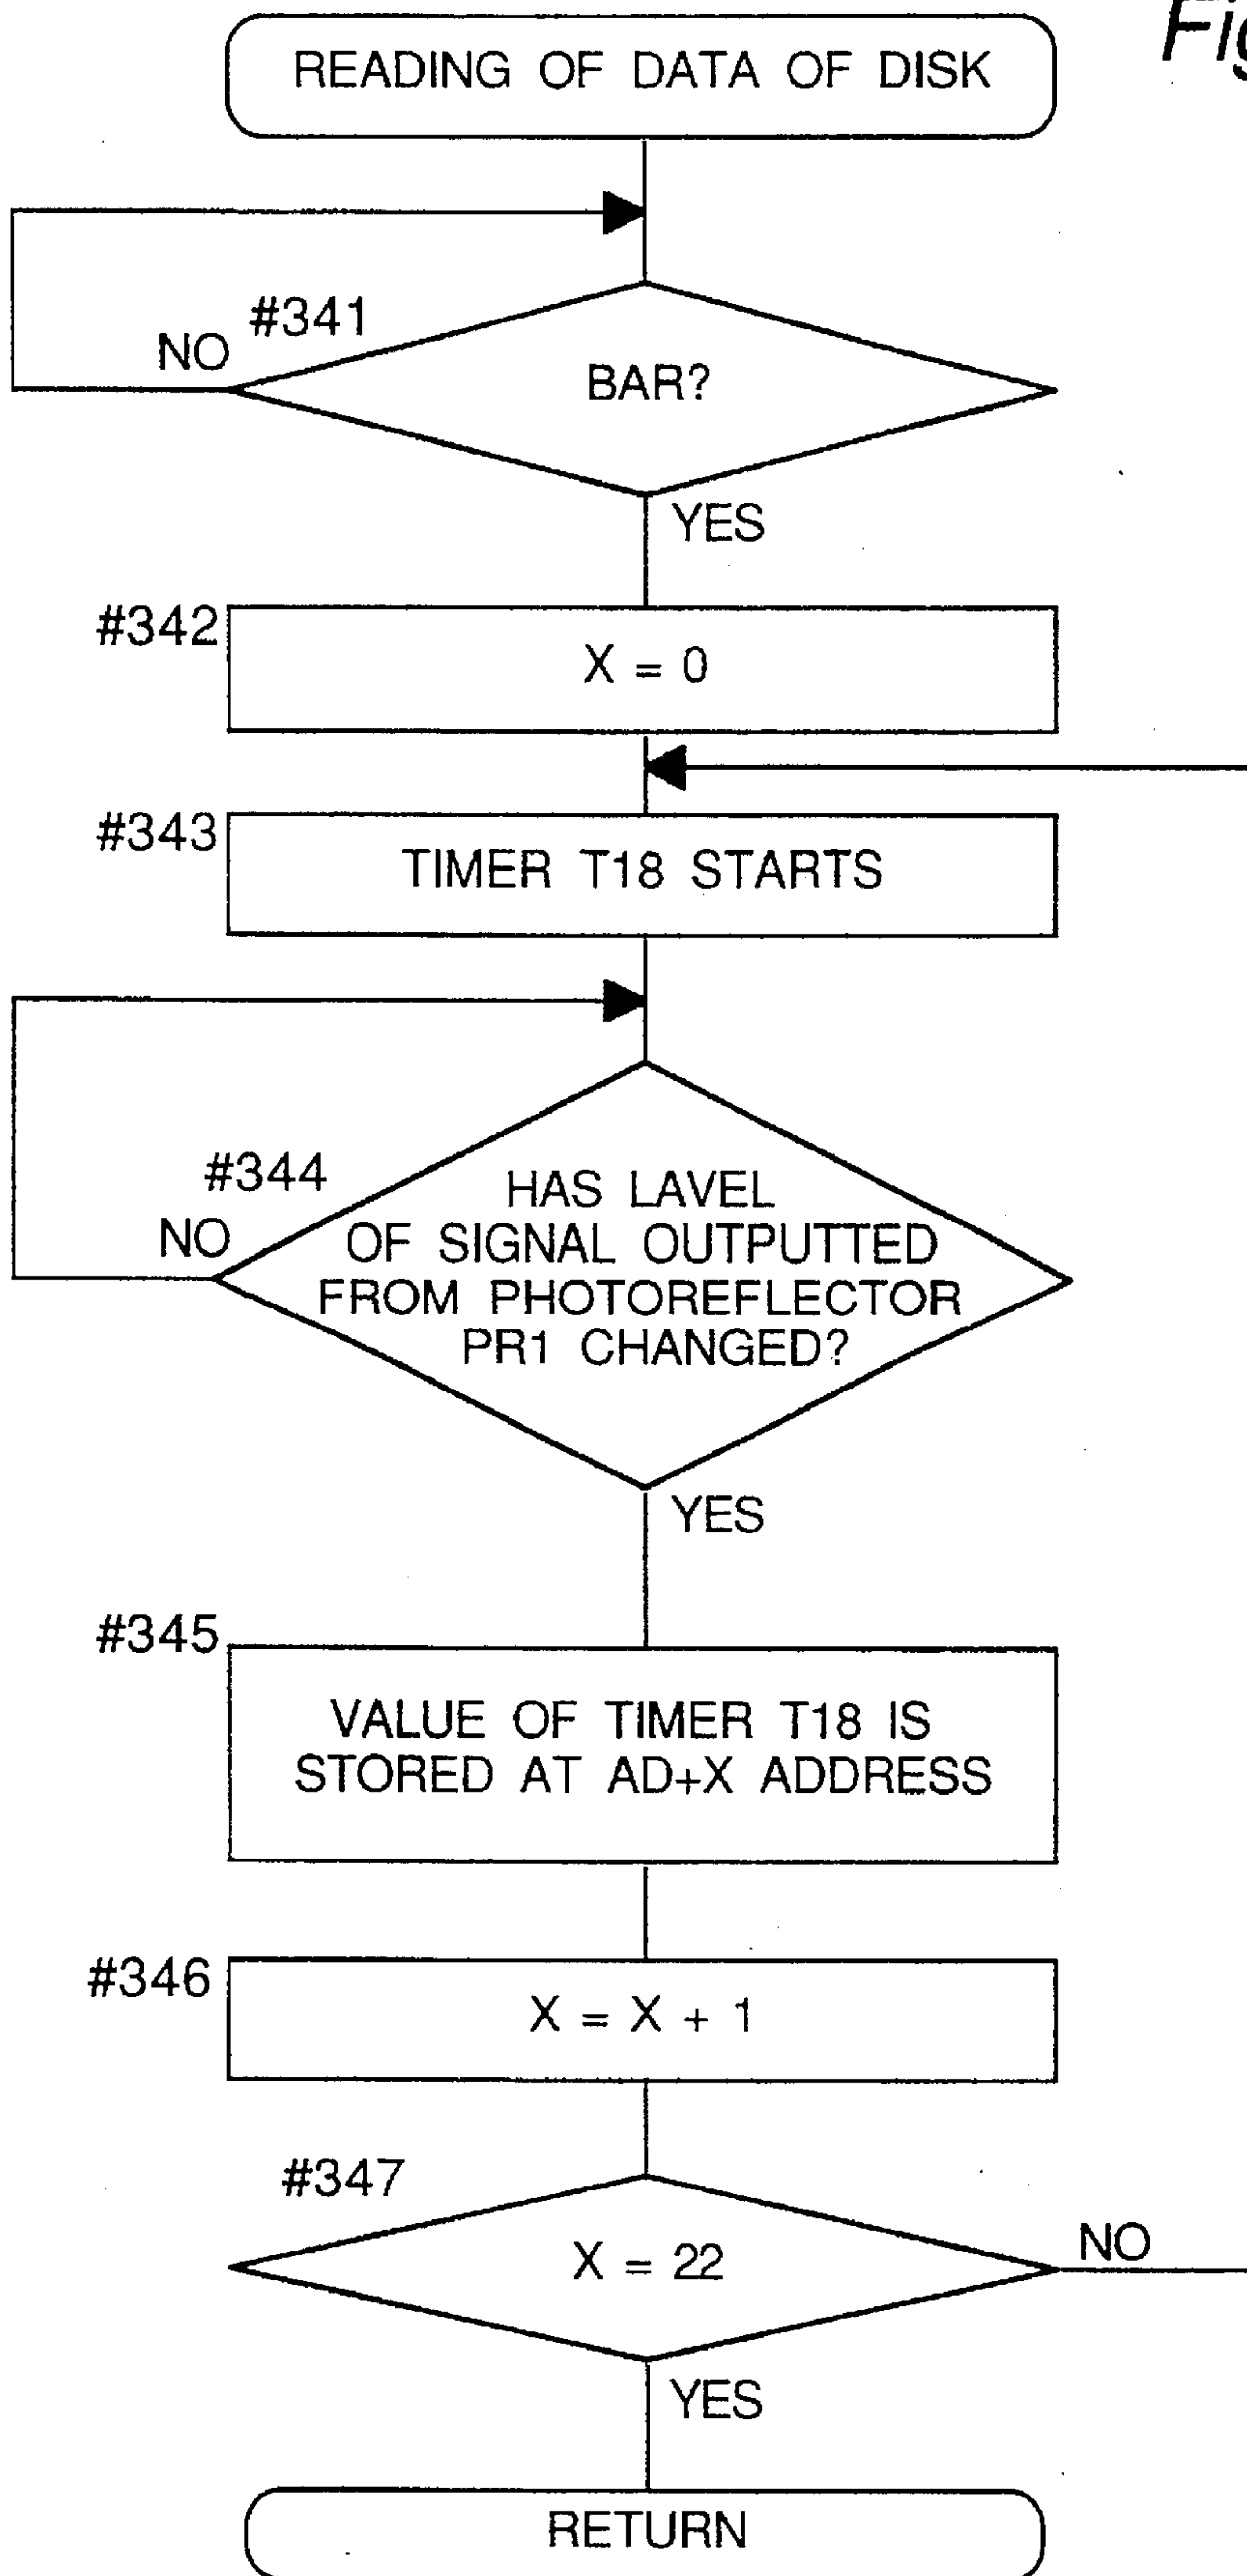 Fig
READING OF DATA OF DISK
#341
NO
BAR?
YES
#342
X = 0
#343
TIMER T18 STARTS
#344
NO
HAS LAVEL
OF SIGNAL OUTPUTTED
FROM PHOTOREFLECTOR
PR1 CHANGED?
YES
#345
VALUE OF TIMER T18 IS
STORED AT AD+X ADDRESS
#346
X = X + 1
#347
X = 22
NO
YES
RETURN